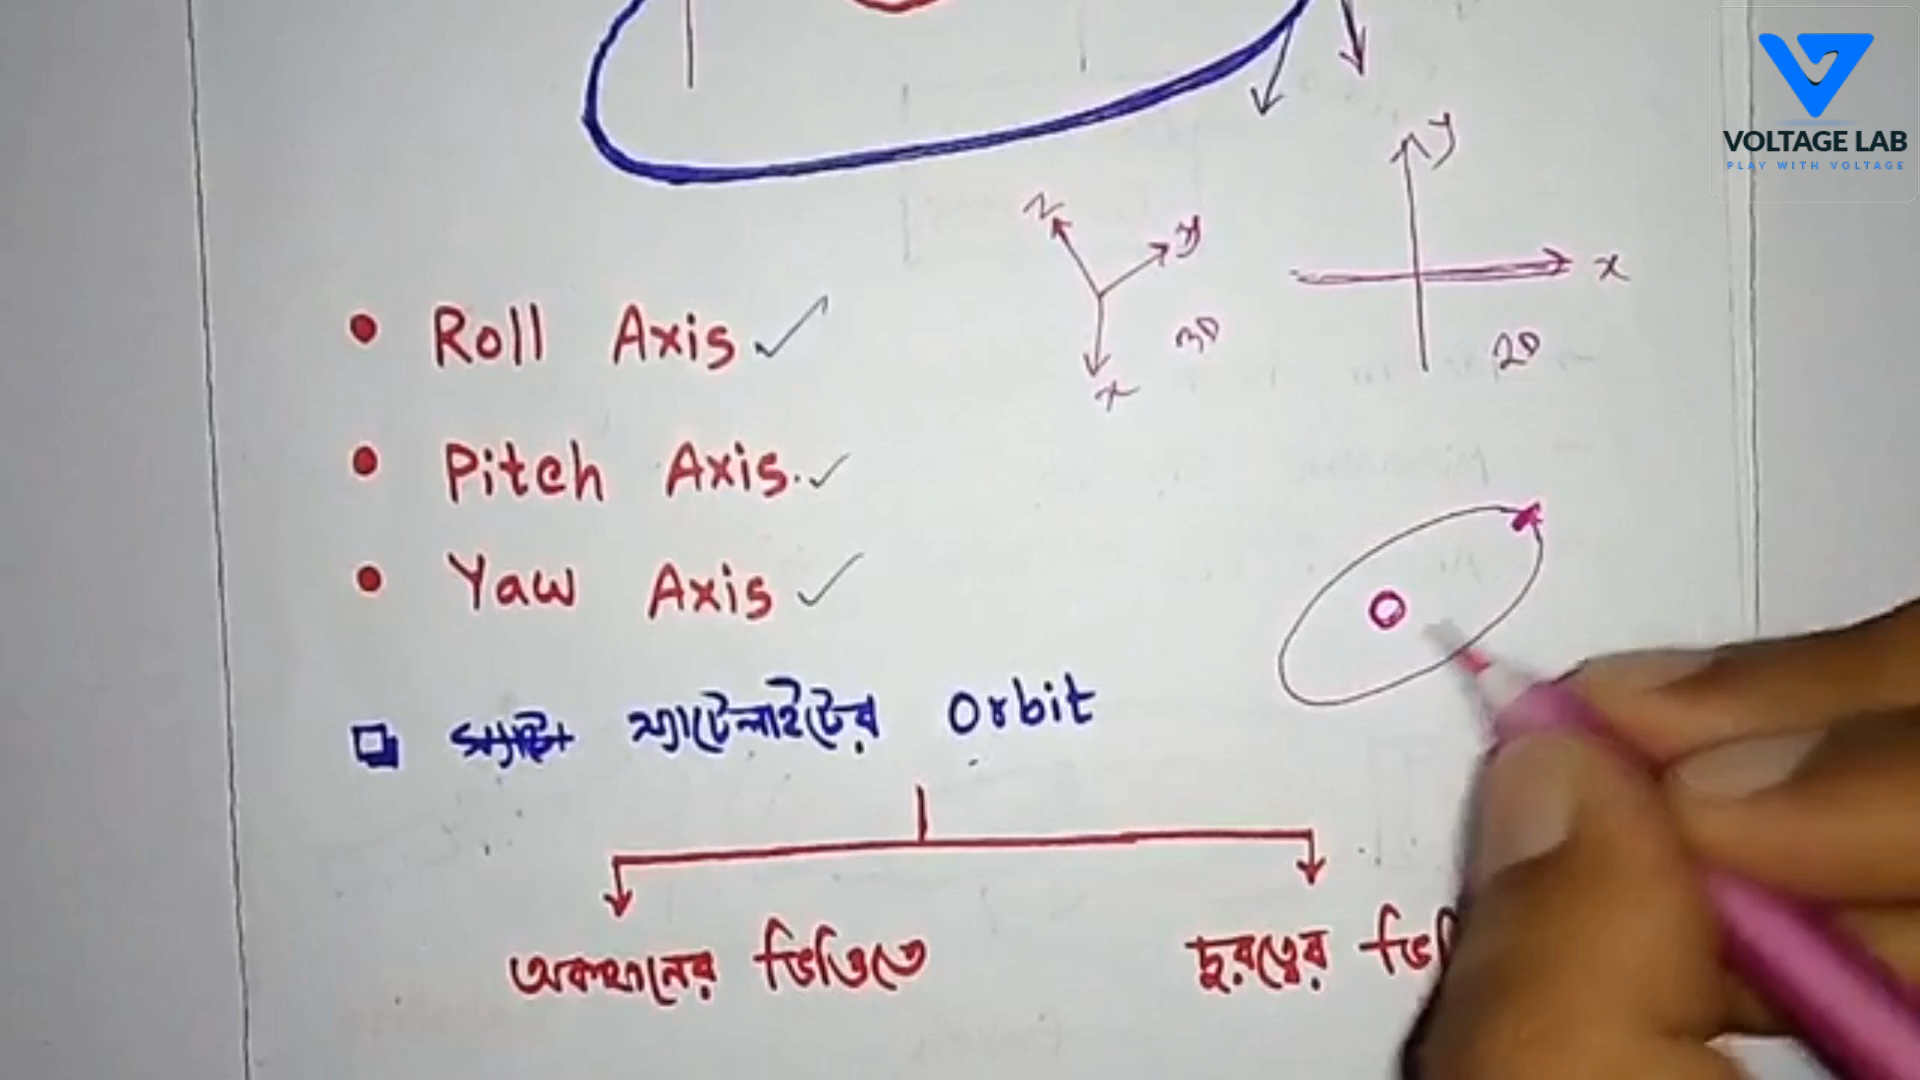 VOLTAGE LAB
PLAY WITH VOLTAGE
y
z
y
x
x
3D
2D
• Roll Axis ✓
• Pitch Axis. ✓
• Yaw Axis ✓
স্যাটেলাইটের Orbit
অবস্থানের ভিত্তিতে
দূরত্বের